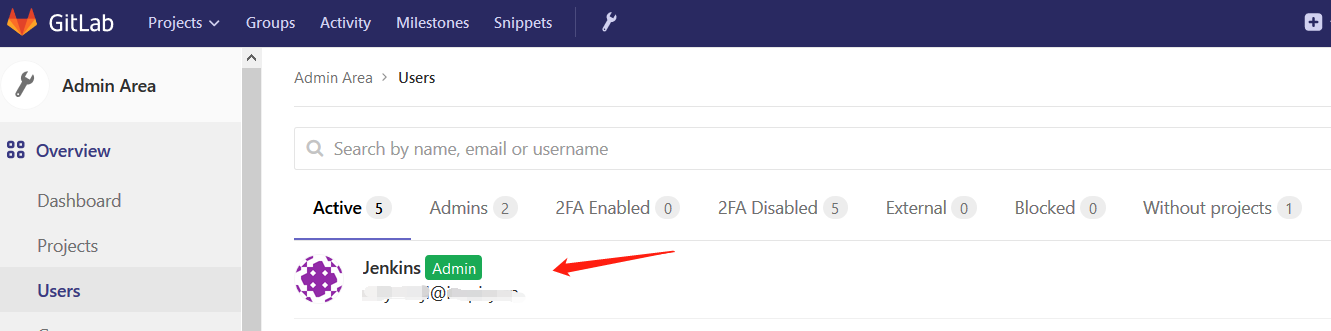 GitLab Projects Groups Activity Milestones Snippets
Admin Area
Admin Area > Users
Overview
Search by name, email or username
Dashboard
Active 5 Admins 2 2FA Enabled 0 2FA Disabled 5 External 0 Blocked 0 Without projects 1
Projects
Jenkins Admin
Users